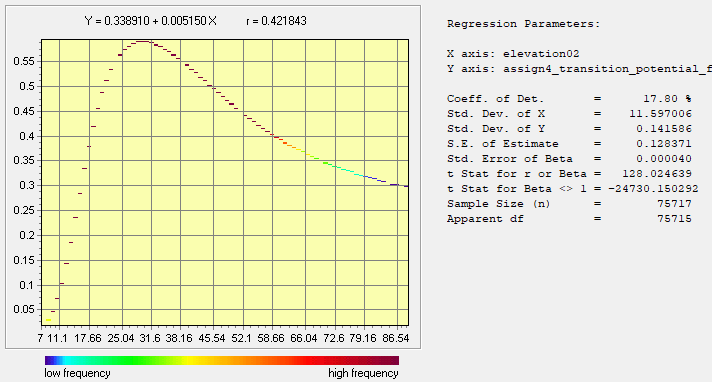 Y = 0.338910 + 0.005150 X r = 0.421843
0.55
0.5
0.45
0.4
0.35
0.3
0.25
0.2
0.15
0.1
0.05
7 11.1 17.66 25.04 31.6 38.16 45.54 52.1 58.66 66.04 72.6 79.16 86.54
low frequency high frequency
Regression Parameters:
X axis: elevation02
Y axis: assign4_transition_potential_f
Coeff. of Det. = 17.80 %
Std. Dev. of X = 11.597006
Std. Dev. of Y = 0.141586
S.E. of Estimate = 0.128371
Std. Error of Beta = 0.000040
t Stat for r or Beta = 128.024639
t Stat for Beta <> 1 = -24730.150292
Sample Size (n) = 75717
Apparent df = 75715